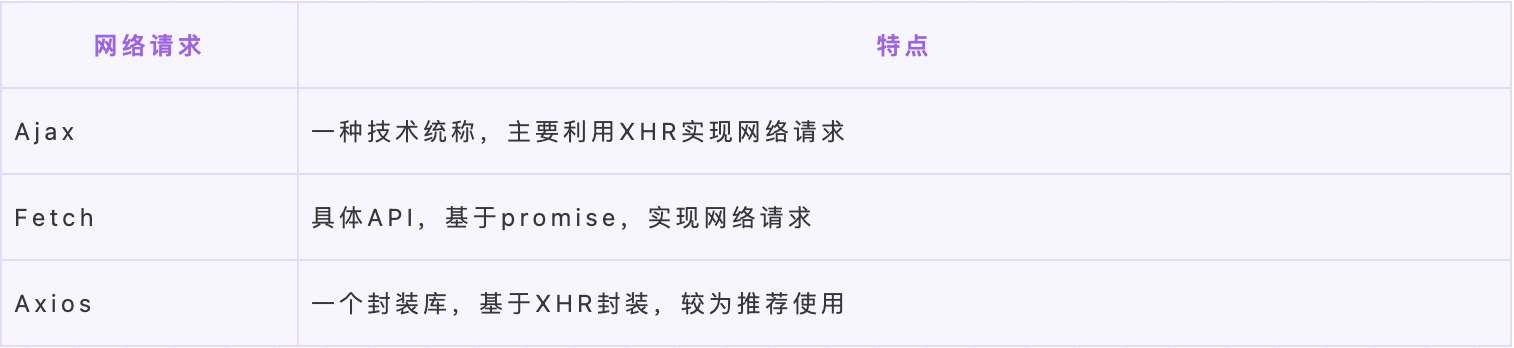 网络请求 特点
Ajax 一种技术统称，主要利用XHR实现网络请求
Fetch 具体API，基于promise，实现网络请求
Axios 一个封装库，基于XHR封装，较为推荐使用